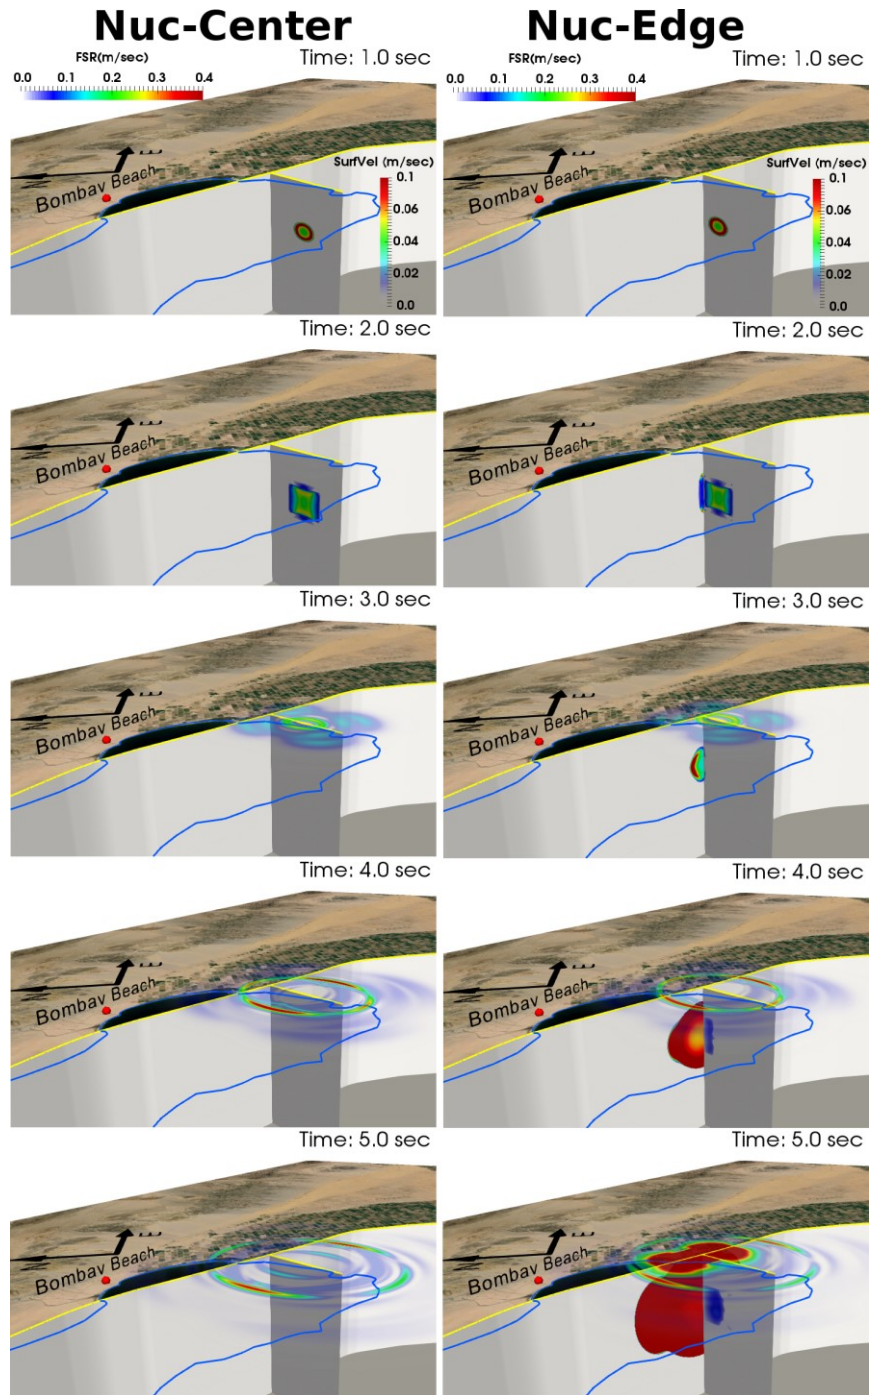 Nuc-Center
Nuc-Edge
Time: 1.0 sec
Time: 1.0 sec
FSR(m/sec)
0.0 0.1 0.2 0.3 0.4
FSR(m/sec)
0.0 0.1 0.2 0.3 0.4
SurfVel (m/sec)
0.1
0.06
0.04
0.02
0.0
SurfVel (m/sec)
0.1
0.06
0.04
0.02
0.0
Bombay Beach
Bombay Beach
Time: 2.0 sec
Time: 2.0 sec
Bombay Beach
Bombay Beach
Time: 3.0 sec
Time: 3.0 sec
Bombay Beach
Bombay Beach
Time: 4.0 sec
Time: 4.0 sec
Bombay Beach
Bombay Beach
Time: 5.0 sec
Time: 5.0 sec
Bombay Beach
Bombay Beach